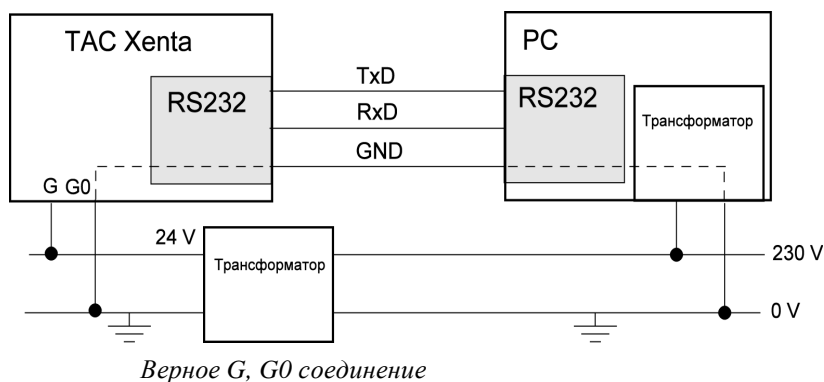 TAC Xenta
PC
RS232
TxD
RxD
GND
RS232
Трансформатор
G G0
24 V
Трансформатор
230 V
0 V
Верное G, G0 соединение